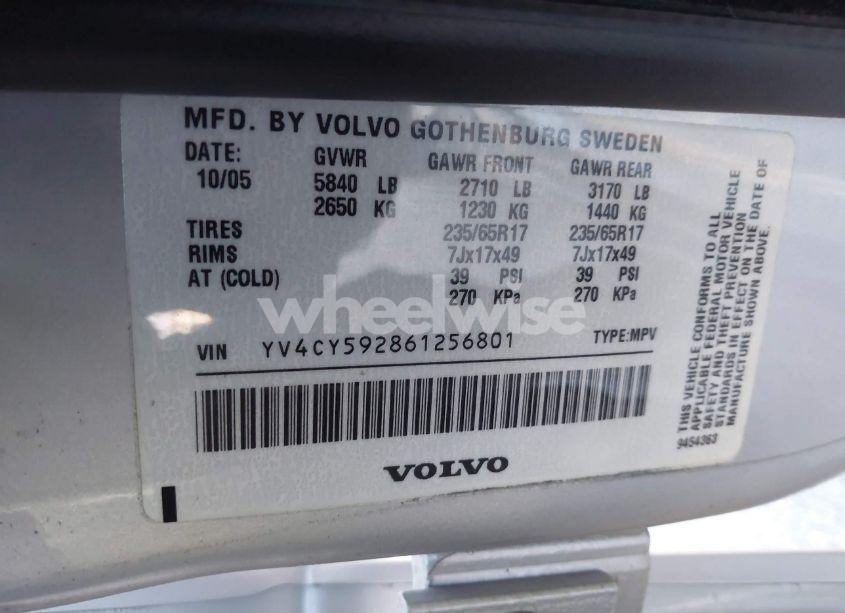 MFD. BY VOLVO GOTHENBURG SWEDEN
DATE: GVWR GAWR FRONT GAWR REAR
10/05 5840 LB 2710 LB 3170 LB
2650 KG 1230 KG 1440 KG
TIRES 235/65R17 235/65R17
RIMS 7Jx17x49 7Jx17x49
AT (COLD) 39 PSI 39 PSI
270 KPa 270 KPa
wheelwise
VIN YV4CY592861256801 TYPE:MPV
VOLVO
THIS VEHICLE CONFORMS TO ALL
APPLICABLE FEDERAL MOTOR VEHICLE
SAFETY AND THEFT PREVENTION
STANDARDS IN EFFECT ON THE DATE OF
MANUFACTURE SHOWN ABOVE.
9454363